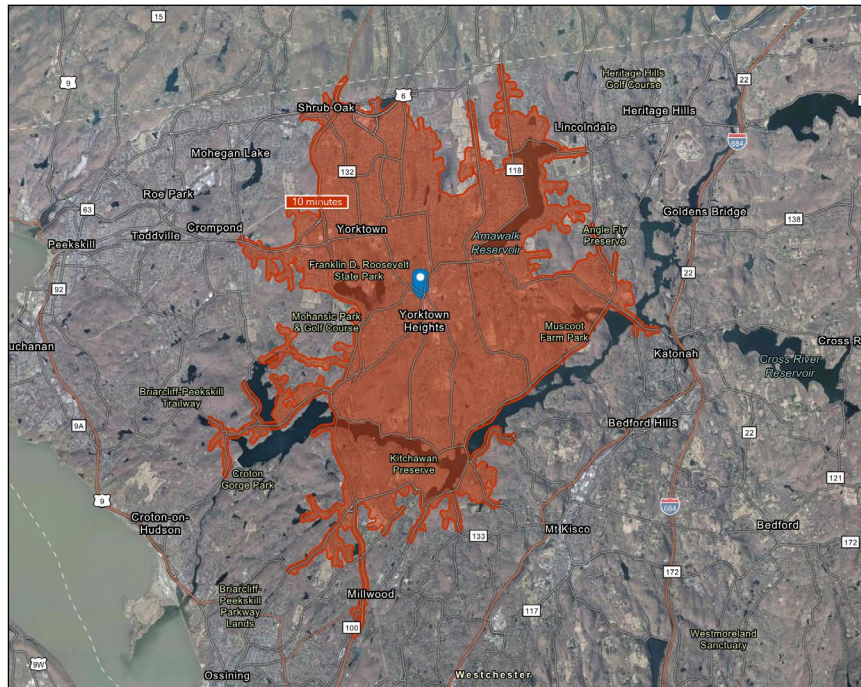 15
22
9
6
Heritage Hills
Golf Course
Shrub Oak
Heritage Hills
Lincolndale
684
Mohegan Lake
132
118
Roe Park
10 minutes
63
Goldens Bridge
138
Crompond
Yorktown
Angle Fly
Preserve
Toddville
Amawalk
Reservoir
Peekskill
Franklin D. Roosevelt
State Park
22
92
Mohansic Park
& Golf Course
Yorktown
Heights
Muscoot
Farm Park
uchanan
Katonah
Cross R
Cross River
Reservoir
Briarcliff-Peekskill
Trailway
9A
Bedford Hills
22
Kitchawan
Preserve
Croton
Gorge Park
121
9
684
Croton-on-
Hudson
Bedford
Mt Kisco
133
172
172
Millwood
Briarcliff-
Peekskill
Parkway
Lands
117
100
Westmoreland
Sanctuary
9W
Ossining
Westchester